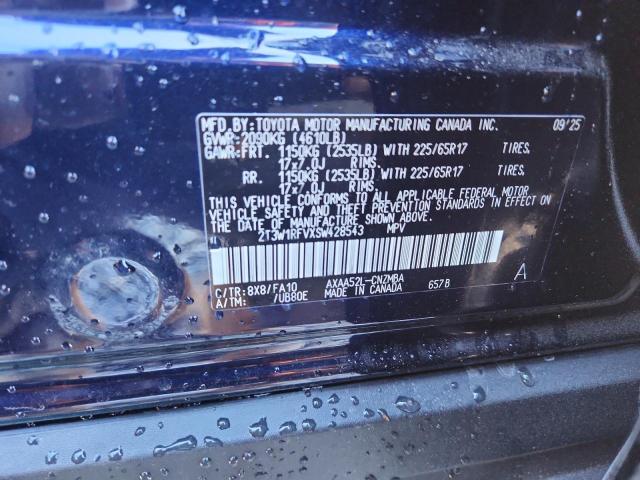 MFD.BY:TOYOTA MOTOR MANUFACTURING CANADA INC. 09'25
GVWR:2090KG (4610LB)
GAWR:FRT. 1150KG (2535LB) WITH 225/65R17 TIRES,
17x7.0J RIMS,
RR. 1150KG (2535LB) WITH 225/65R17 TIRES,
17x7.0J RIMS.
THIS VEHICLE CONFORMS TO ALL APPLICABLE FEDERAL MOTOR
VEHICLE SAFETY AND THEFT PREVENTION STANDARDS IN EFFECT ON
THE DATE OF MANUFACTURE SHOWN ABOVE.
2T3W1RFVXSW428543 MPV
C/TR:8X8/FA10 AXAA52L-CNZMBA A
A/TM: /UB80E MADE IN CANADA 657B